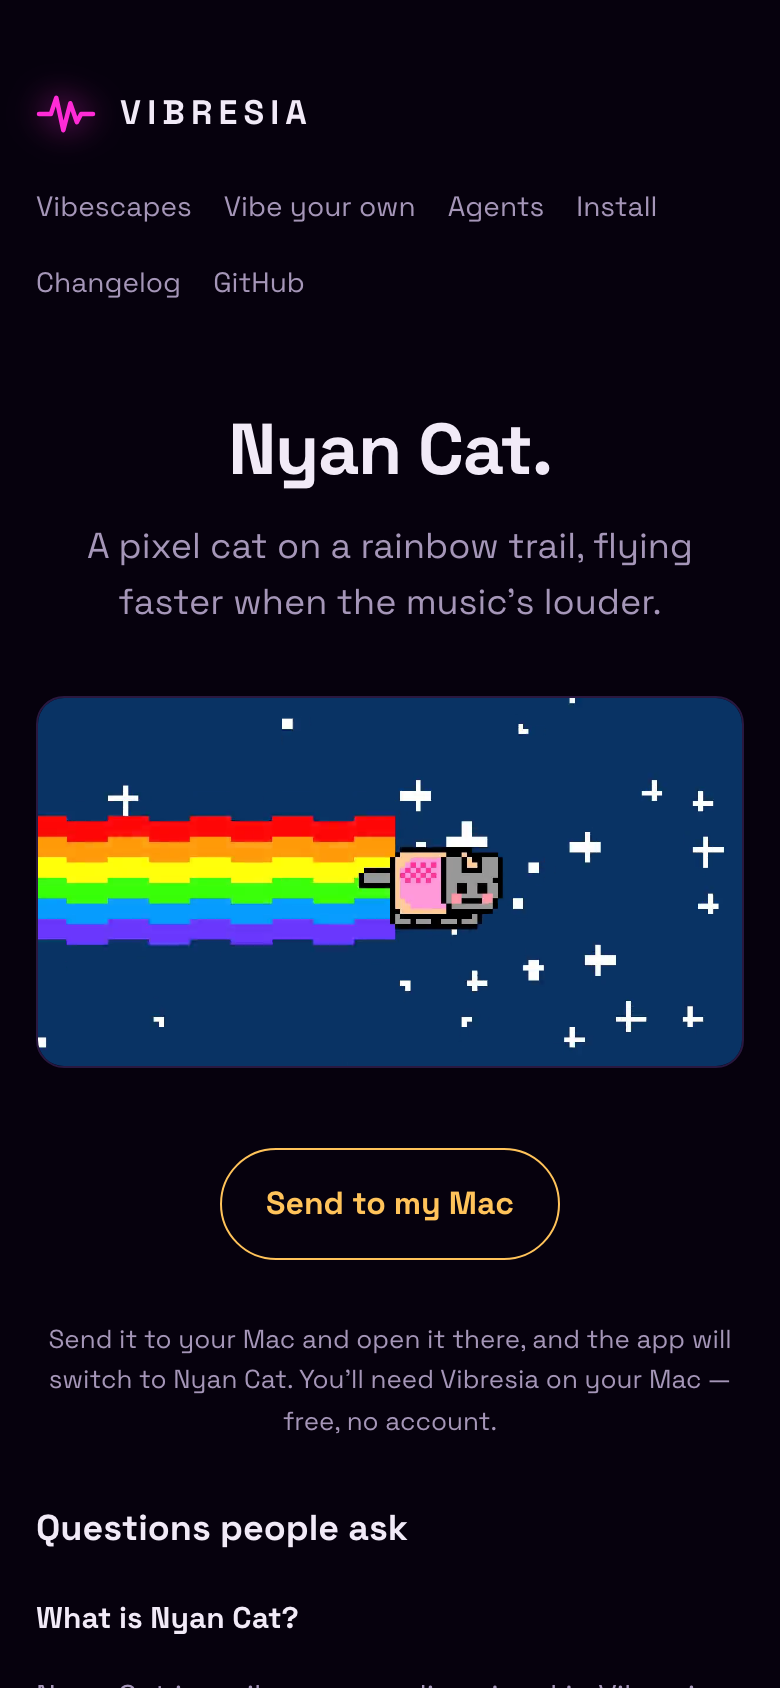 VIBRESIA
Vibescapes Vibe your own Agents Install
Changelog GitHub
Nyan Cat.
A pixel cat on a rainbow trail, flying
faster when the music’s louder.
Send to my Mac
Send it to your Mac and open it there, and the app will
switch to Nyan Cat. You’ll need Vibresia on your Mac —
free, no account.
Questions people ask
What is Nyan Cat?